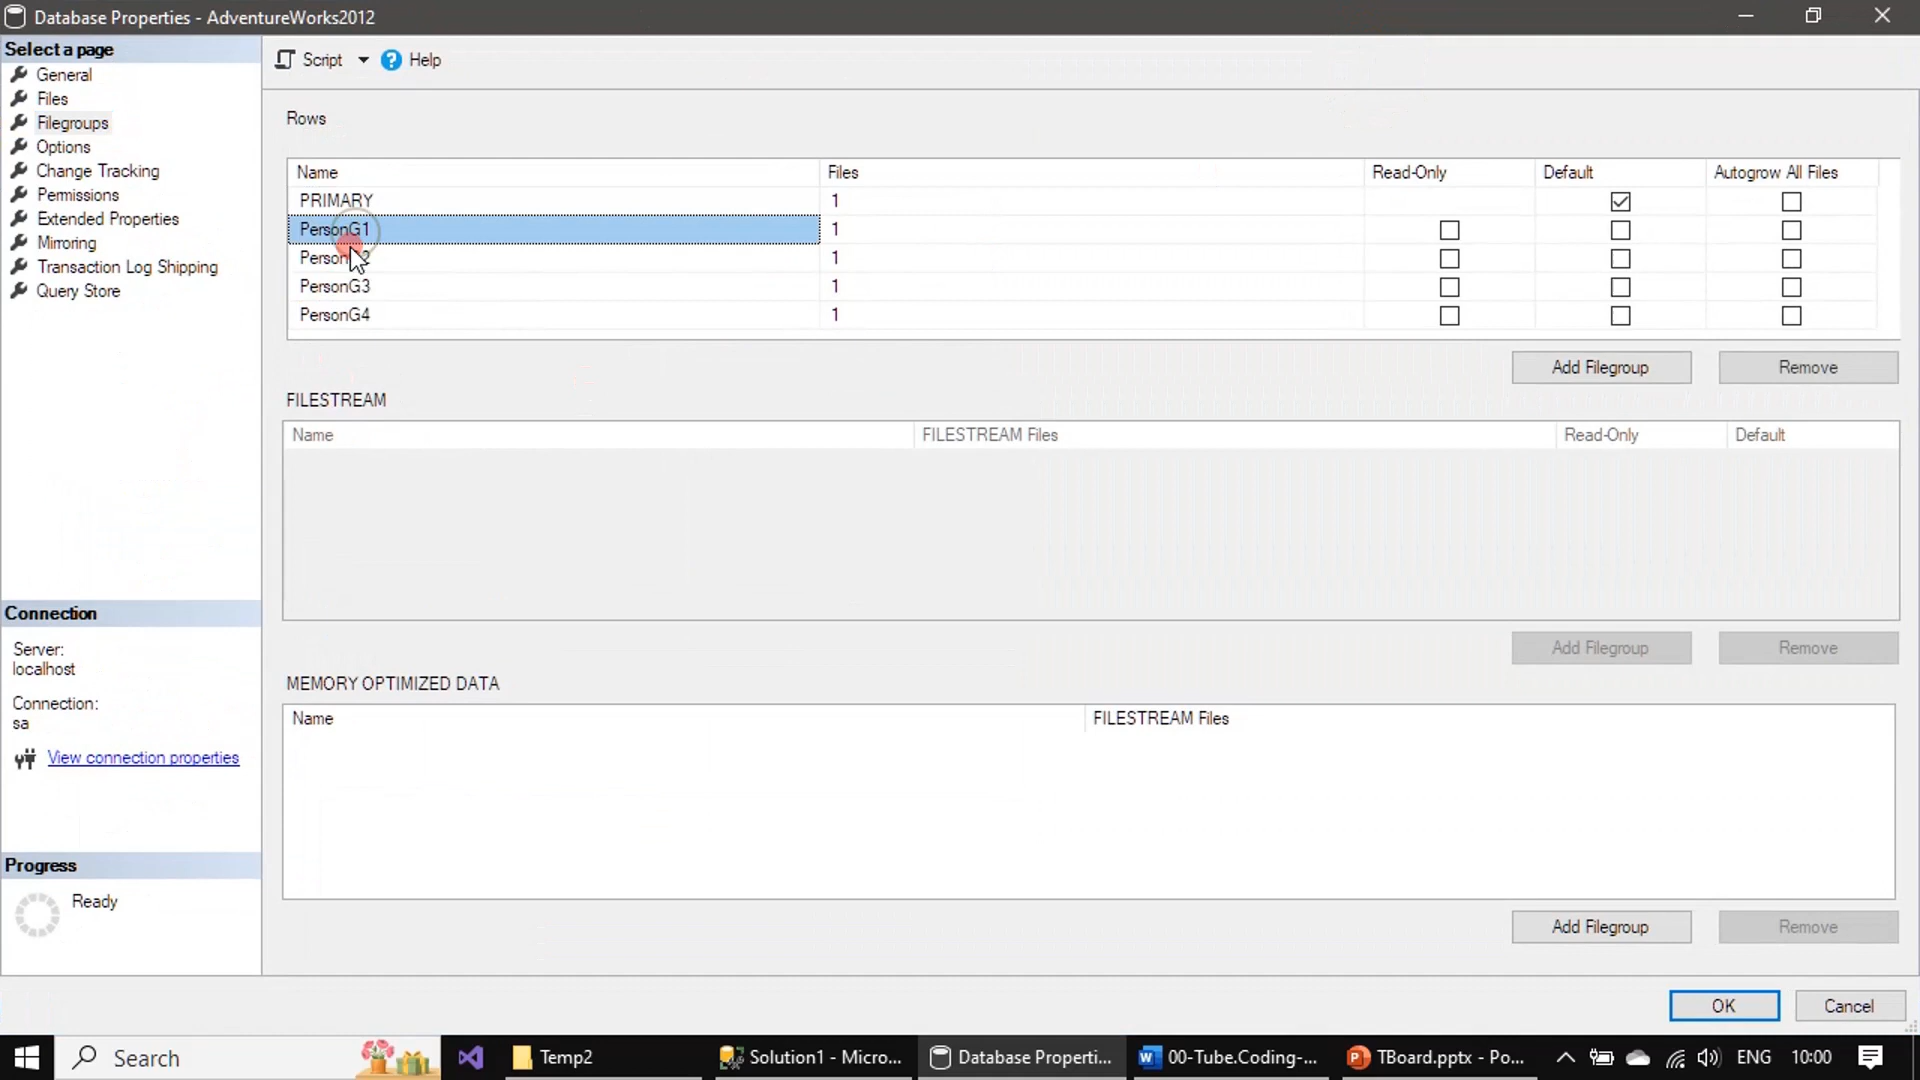 Database Properties - AdventureWorks2012
Select a page
General
Files
Filegroups
Options
Change Tracking
Permissions
Extended Properties
Mirroring
Transaction Log Shipping
Query Store
Connection
Server:
localhost
Connection:
sa
View connection properties
Progress
Ready
Script
Help
Rows
Name Files Read-Only Default Autogrow All Files
PRIMARY 1
PersonG1 1
1
PersonG3 1
PersonG4 1
Add Filegroup Remove
FILESTREAM
Name FILESTREAM Files Read-Only Default
Add Filegroup Remove
MEMORY OPTIMIZED DATA
Name FILESTREAM Files
Add Filegroup Remove
OK Cancel
Search Temp2 Solution1 - Micro... Database Properti... 00-Tube.Coding-... TBoard.pptx - Po... ENG 10:00